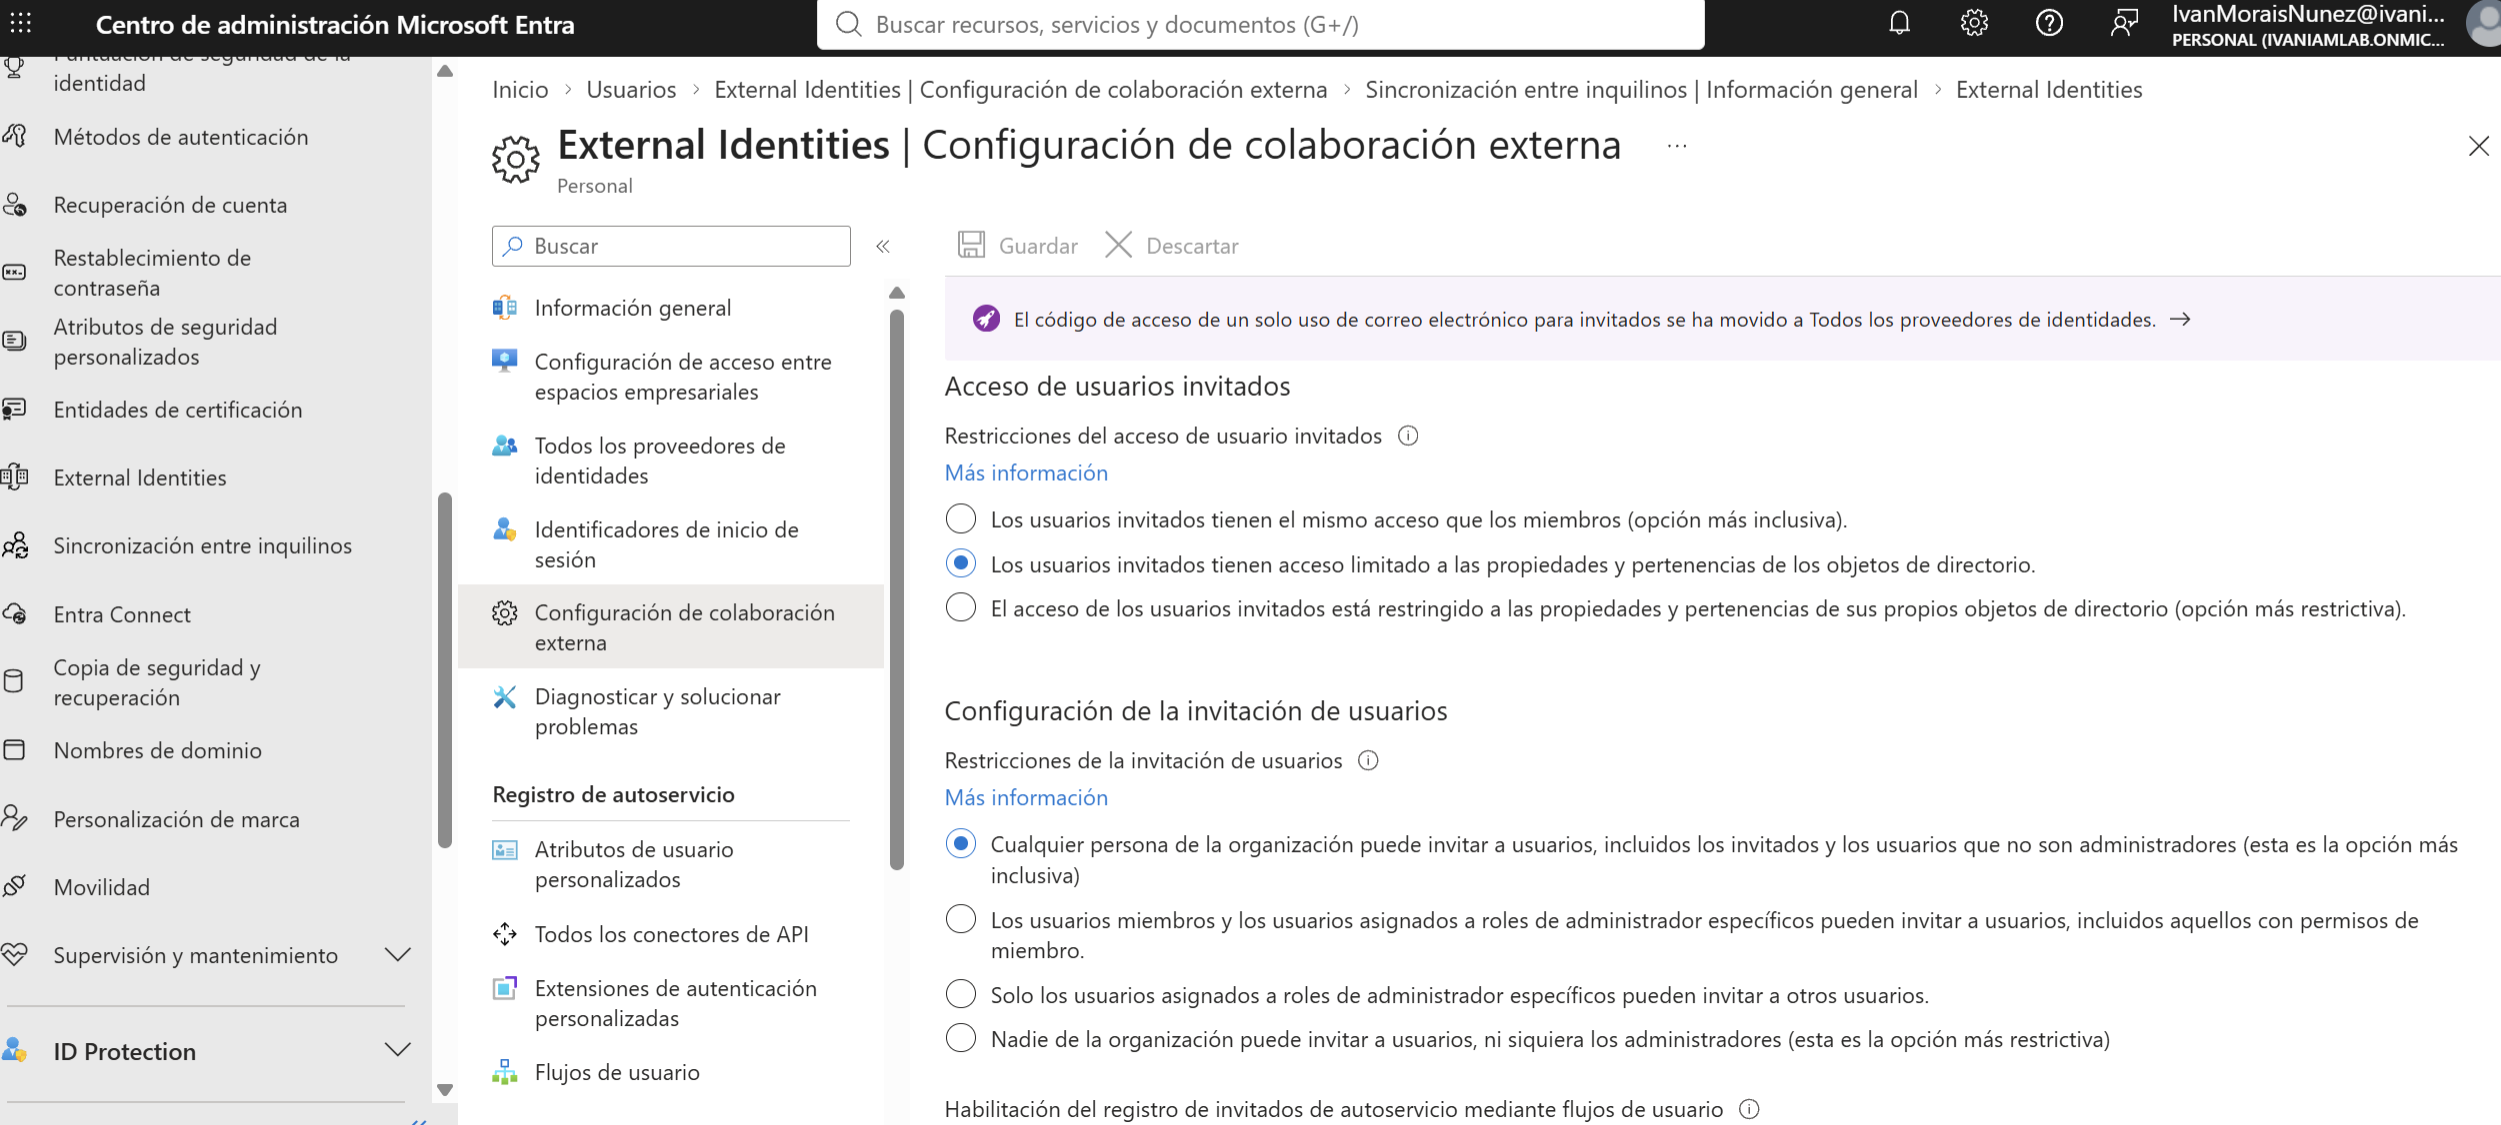 Centro de administración Microsoft Entra
Buscar recursos, servicios y documentos (G+/)
IvanMoraisNunez@ivani...
PERSONAL (IVANIAMLAB.ONMIC...
Puntuación de seguridad de la
identidad
Métodos de autenticación
Recuperación de cuenta
Restablecimiento de
contraseña
Atributos de seguridad
personalizados
Entidades de certificación
External Identities
Sincronización entre inquilinos
Entra Connect
Copia de seguridad y
recuperación
Nombres de dominio
Personalización de marca
Movilidad
Supervisión y mantenimiento
ID Protection
Inicio > Usuarios > External Identities | Configuración de colaboración externa > Sincronización entre inquilinos | Información general > External Identities
External Identities | Configuración de colaboración externa ...
Personal
Buscar
Información general
Configuración de acceso entre
espacios empresariales
Todos los proveedores de
identidades
Identificadores de inicio de
sesión
Configuración de colaboración
externa
Diagnosticar y solucionar
problemas
Registro de autoservicio
Atributos de usuario
personalizados
Todos los conectores de API
Extensiones de autenticación
personalizadas
Flujos de usuario
Guardar Descartar
El código de acceso de un solo uso de correo electrónico para invitados se ha movido a Todos los proveedores de identidades. →
Acceso de usuarios invitados
Restricciones del acceso de usuario invitados
Más información
Los usuarios invitados tienen el mismo acceso que los miembros (opción más inclusiva).
Los usuarios invitados tienen acceso limitado a las propiedades y pertenencias de los objetos de directorio.
El acceso de los usuarios invitados está restringido a las propiedades y pertenencias de sus propios objetos de directorio (opción más restrictiva).
Configuración de la invitación de usuarios
Restricciones de la invitación de usuarios
Más información
Cualquier persona de la organización puede invitar a usuarios, incluidos los invitados y los usuarios que no son administradores (esta es la opción más
inclusiva)
Los usuarios miembros y los usuarios asignados a roles de administrador específicos pueden invitar a usuarios, incluidos aquellos con permisos de
miembro.
Solo los usuarios asignados a roles de administrador específicos pueden invitar a otros usuarios.
Nadie de la organización puede invitar a usuarios, ni siquiera los administradores (esta es la opción más restrictiva)
Habilitación del registro de invitados de autoservicio mediante flujos de usuario